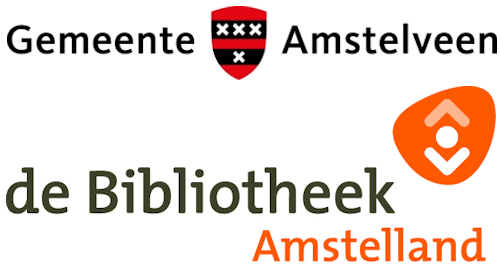 Gemeente Amstelveen
de Bibliotheek
Amstelland